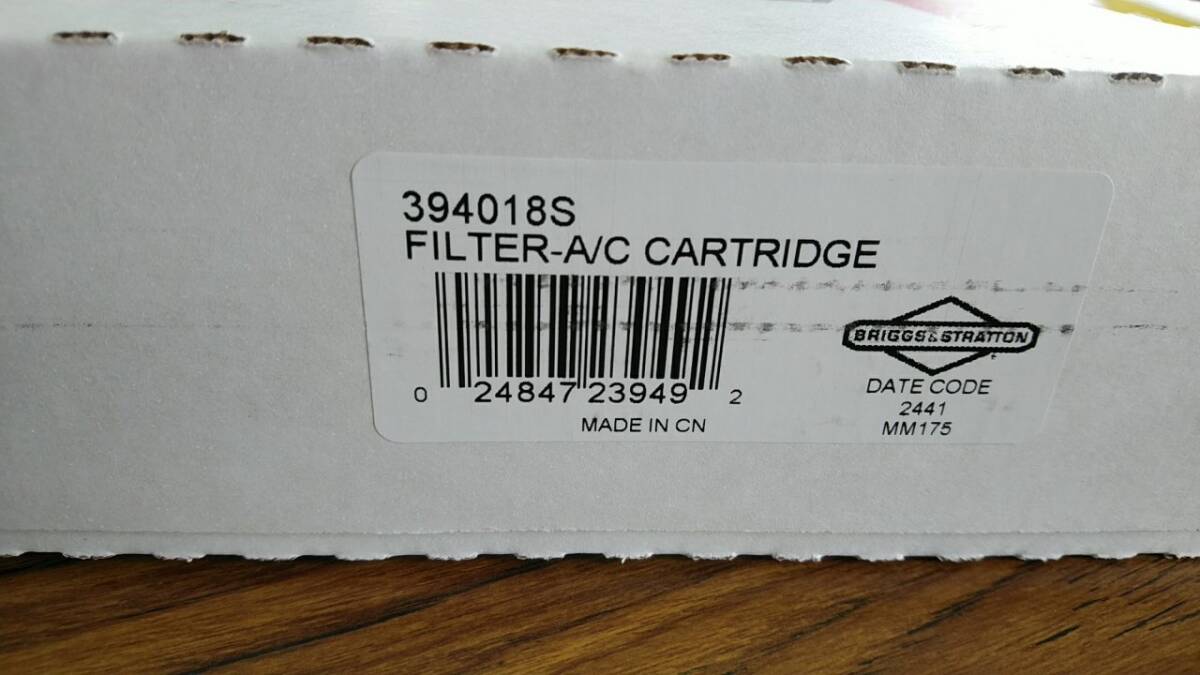 394018S
FILTER-A/C CARTRIDGE
0 24847 23949 2
MADE IN CN
BRIGGS&STRATTON
DATE CODE
2441
MM175